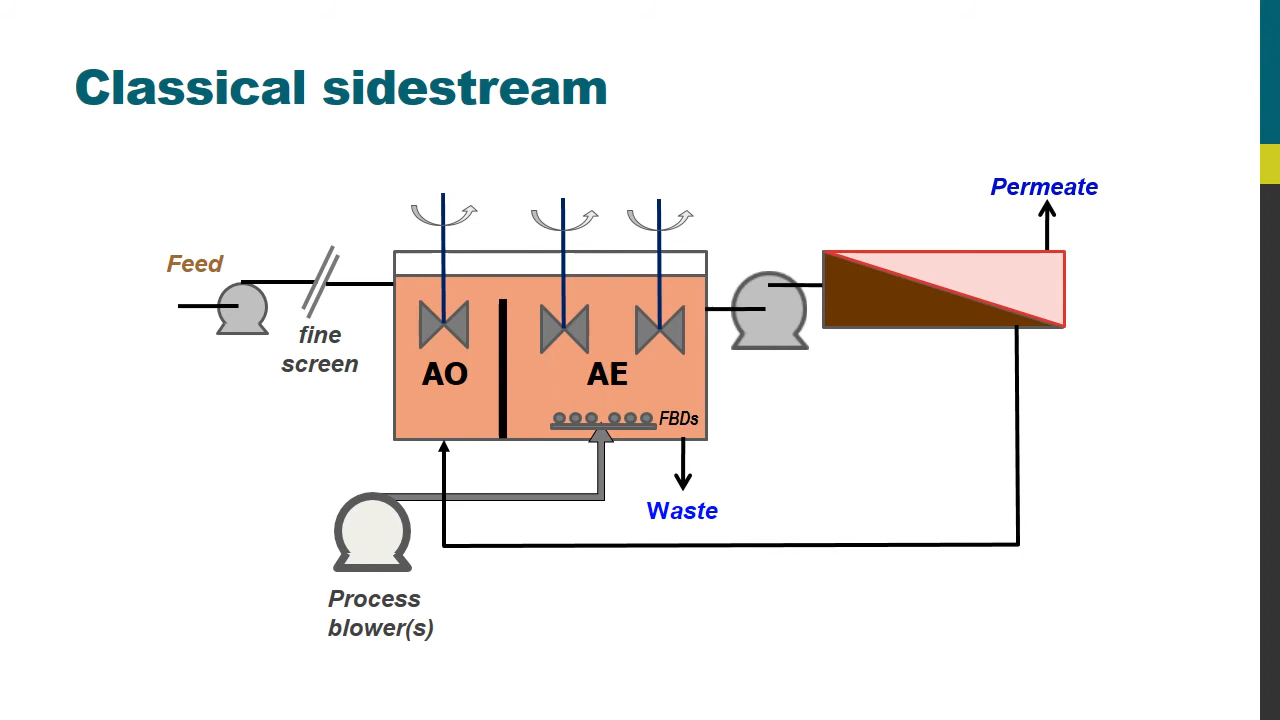 Classical sidestream
Permeate
Feed
fine
screen
AO
AE
FBDs
Waste
Process
blower(s)